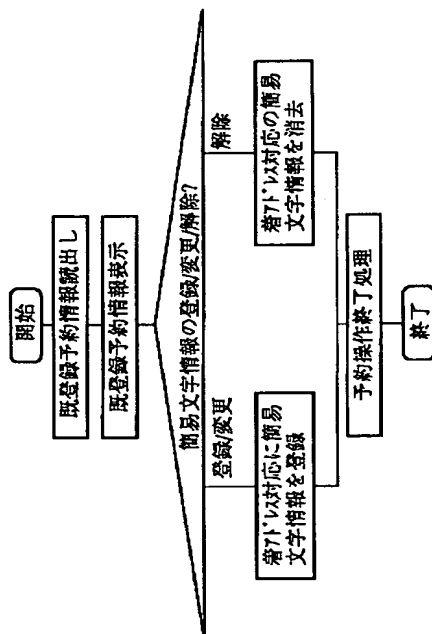 開始
既登録予約情報読出し
既登録予約情報表示
簡易文字情報の登録/変更/解除?
登録/変更
解除
着アドレス対応に簡易
文字情報を登録
着アドレス対応の簡易
文字情報を消去
予約操作終了処理
終了